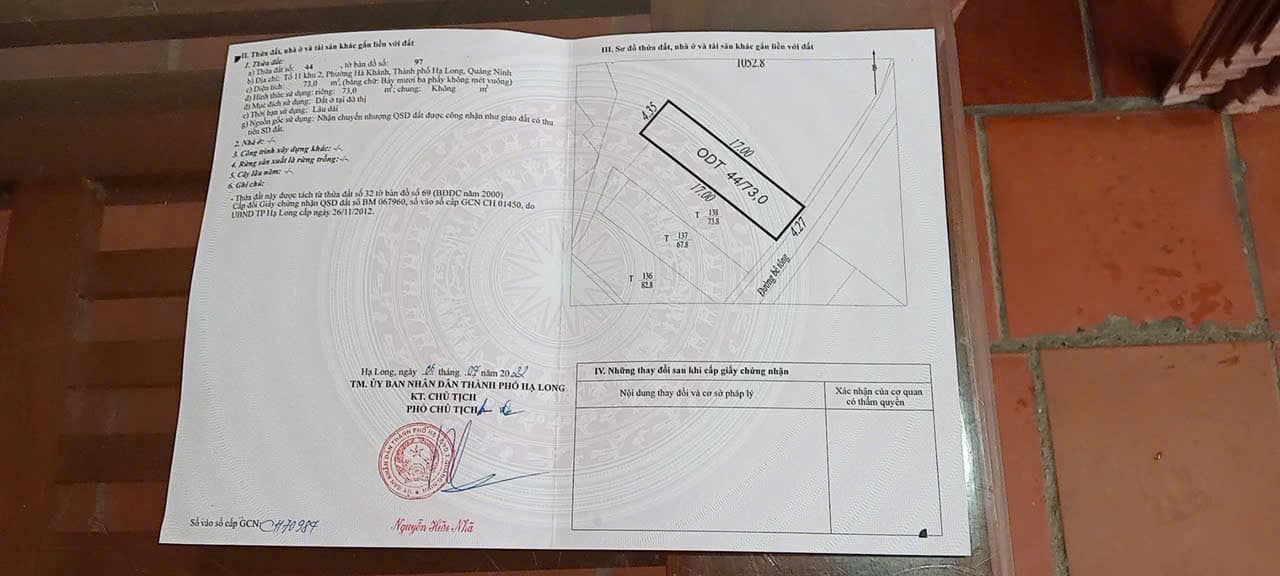 II. Thửa đất, nhà ở và tài sản khác gắn liền với đất
1. Thửa đất:
a) Thửa đất số: 44 , tờ bản đồ số: 97
b) Địa chỉ: Tổ 11 khu 2, Phường Hà Khánh, Thành phố Hạ Long, Quảng Ninh
c) Diện tích: 73,0 m², (bằng chữ: Bảy mươi ba phẩy không mét vuông)
d) Hình thức sử dụng: riêng: 73,0 m²; chung: Không m²
đ) Mục đích sử dụng: Đất ở tại đô thị
e) Thời hạn sử dụng: Lâu dài
g) Nguồn gốc sử dụng: Nhận chuyển nhượng QSD đất được công nhận như giao đất có thu
tiền SD đất.
2. Nhà ở: -/-.
3. Công trình xây dựng khác: -/-.
4. Rừng sản xuất là rừng trồng:-/-.
5. Cây lâu năm: -/-.
6. Ghi chú:
- Thửa đất này được tách từ thửa đất số 32 tờ bản đồ số 69 (BĐĐC năm 2000)
Cấp đổi Giấy chứng nhận QSD đất số BM 067960, số vào sổ cấp GCN CH 01450, do
UBND TP Hạ Long cấp ngày 26/11/2012.
Hạ Long, ngày 06 tháng 07 năm 2022
TM. ỦY BAN NHÂN DÂN THÀNH PHỐ HẠ LONG
KT. CHỦ TỊCH
PHÓ CHỦ TỊCH
Số vào sổ cấp GCN: CH70987
III. Sơ đồ thửa đất, nhà ở và tài sản khác gắn liền với đất
1052.8
B
4.35
17.00
ODT 44/73,0
17.00
4.27
T 138
73.8
T 137
67.8
T 136
82.8
Đường bê tông
IV. Những thay đổi sau khi cấp giấy chứng nhận
Nội dung thay đổi và cơ sở pháp lý
Xác nhận của cơ quan
có thẩm quyền